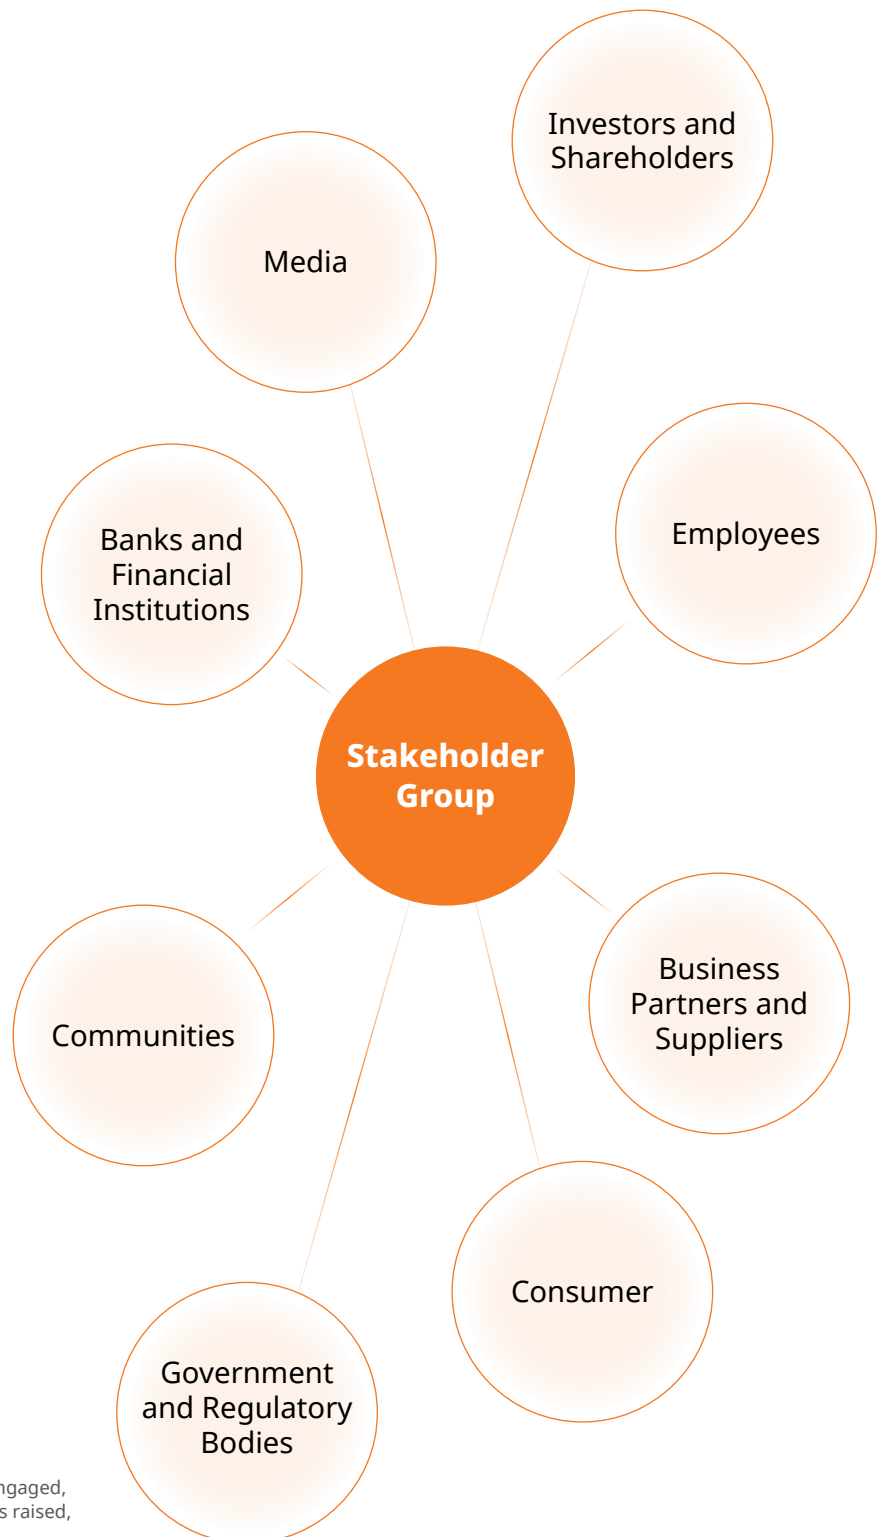 Investors and
Shareholders
Media
Employees
Banks and
Financial
Institutions
Stakeholder
Group
Business
Partners and
Suppliers
Communities
Consumer
Government
and Regulatory
Bodies
raised,